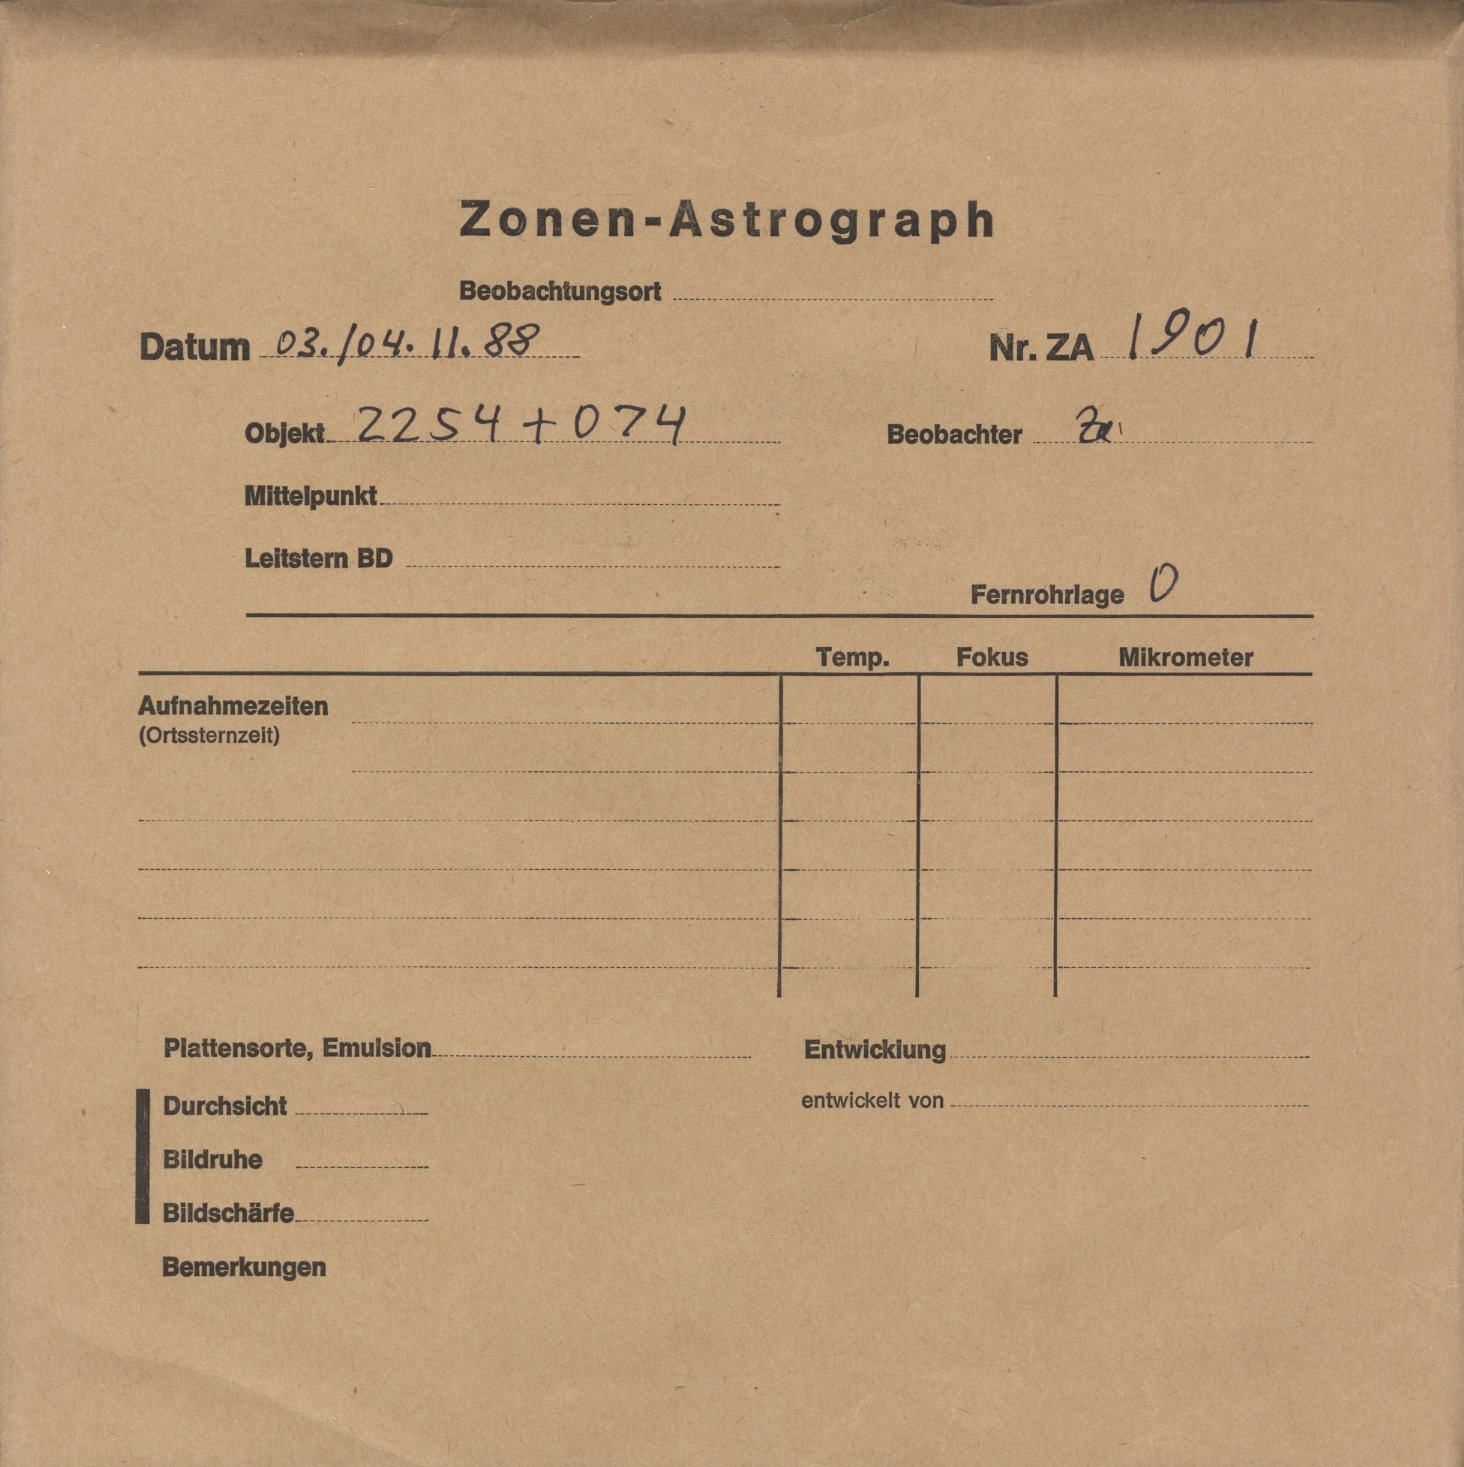 Zonen-Astrograph
Beobachtungsort
Datum 03./04.11.88 Nr. ZA 1901
Objekt 2254+074 Beobachter
Mittelpunkt
Leitstern BD
Fernrohrlage O
Temp. Fokus Mikrometer
Aufnahmezeiten
(Ortssternzeit)
Plattensorte, Emulsion Entwicklung
Durchsicht entwickelt von
Bildruhe
Bildschärfe
Bemerkungen